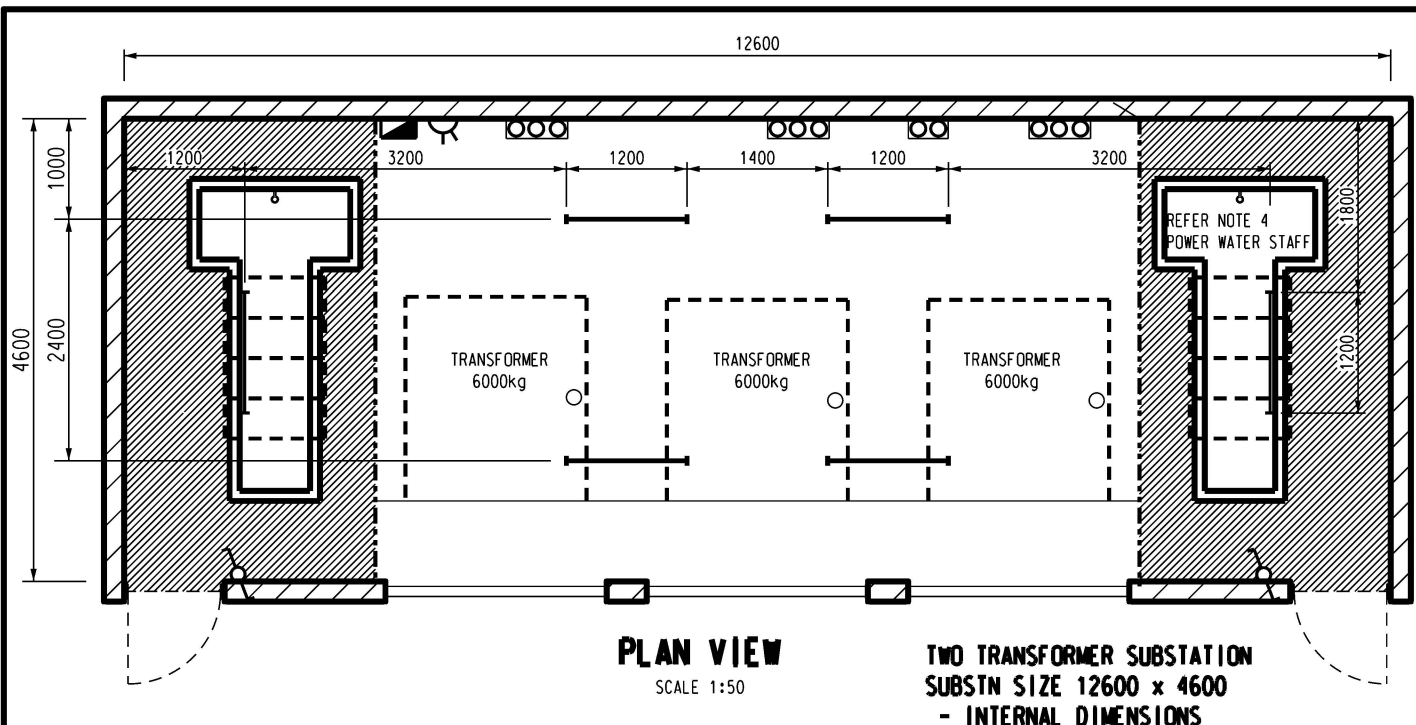 12600
1200
3200
1200
1400
1200
3200
1000
2400
4600
1800
1200
REFER NOTE 4
POWER WATER STAFF
TRANSFORMER
6000kg
TRANSFORMER
6000kg
TRANSFORMER
6000kg
PLAN VIEW
SCALE 1:50
TWO TRANSFORMER SUBSTATION
SUBSTN SIZE 12600 x 4600
- INTERNAL DIMENSIONS